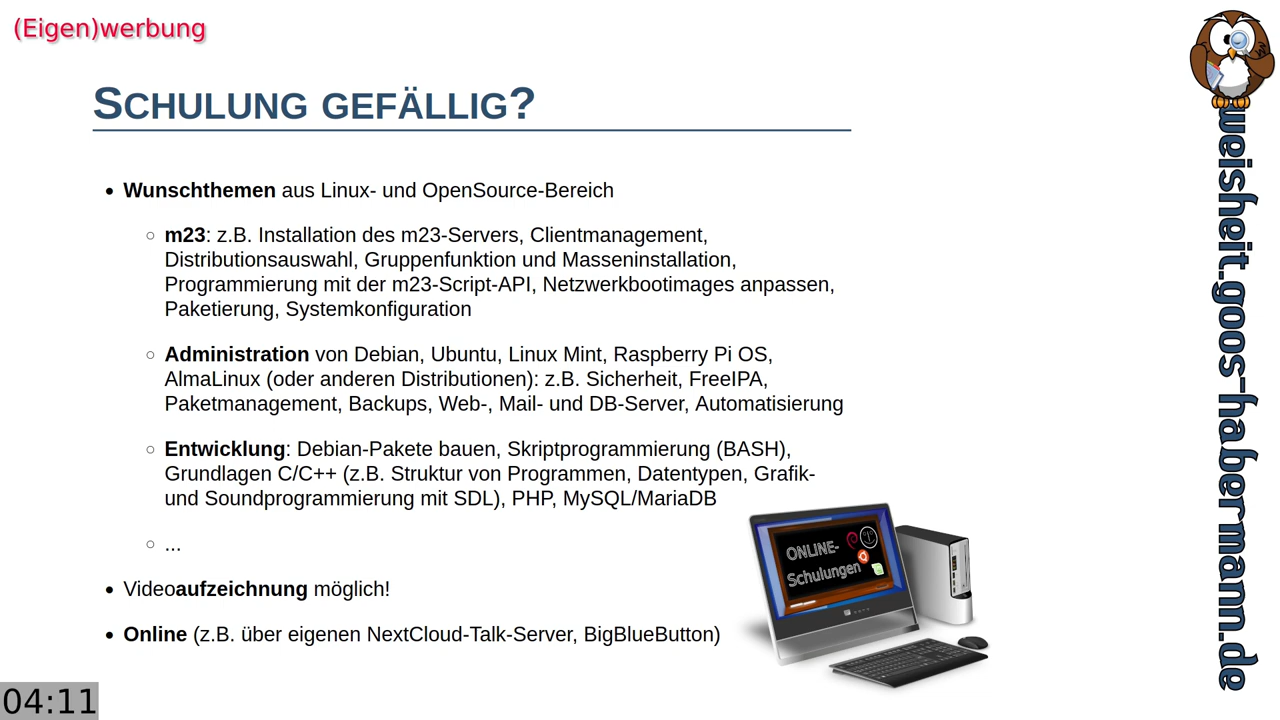 (Eigen)werbung
SCHULUNG GEFÄLLIG?
• Wunschthemen aus Linux- und OpenSource-Bereich
○ m23: z.B. Installation des m23-Servers, Clientmanagement,
Distributionsauswahl, Gruppenfunktion und Masseninstallation,
Programmierung mit der m23-Script-API, Netzwerkbootimages anpassen,
Paketierung, Systemkonfiguration
○ Administration von Debian, Ubuntu, Linux Mint, Raspberry Pi OS,
AlmaLinux (oder anderen Distributionen): z.B. Sicherheit, FreeIPA,
Paketmanagement, Backups, Web-, Mail- und DB-Server, Automatisierung
○ Entwicklung: Debian-Pakete bauen, Skriptprogrammierung (BASH),
Grundlagen C/C++ (z.B. Struktur von Programmen, Datentypen, Grafik-
und Soundprogrammierung mit SDL), PHP, MySQL/MariaDB
○ ...
• Videoaufzeichnung möglich!
• Online (z.B. über eigenen NextCloud-Talk-Server, BigBlueButton)
ONLINE-
Schulungen
weisheit.goos-habermann.de
04:11